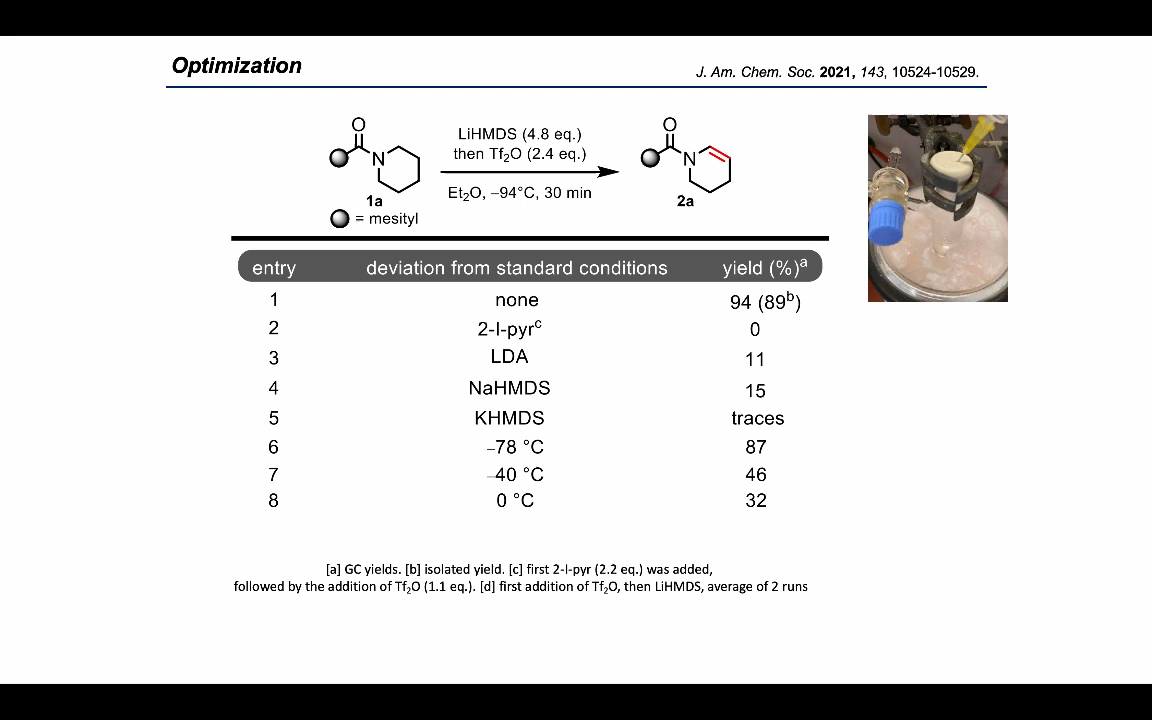 Optimization
J. Am. Chem. Soc. 2021, 143, 10524-10529.
O
N
1a
= mesityl
LiHMDS (4.8 eq.)
then Tf₂O (2.4 eq.)
Et₂O, –94°C, 30 min
O
N
2a
entry deviation from standard conditions yield (%)ᵃ
1 none 94 (89ᵇ)
2 2-I-pyrᶜ 0
3 LDA 11
4 NaHMDS 15
5 KHMDS traces
6 –78 °C 87
7 –40 °C 46
8 0 °C 32
[a] GC yields. [b] isolated yield. [c] first 2-I-pyr (2.2 eq.) was added,
followed by the addition of Tf₂O (1.1 eq.). [d] first addition of Tf₂O, then LiHMDS, average of 2 runs